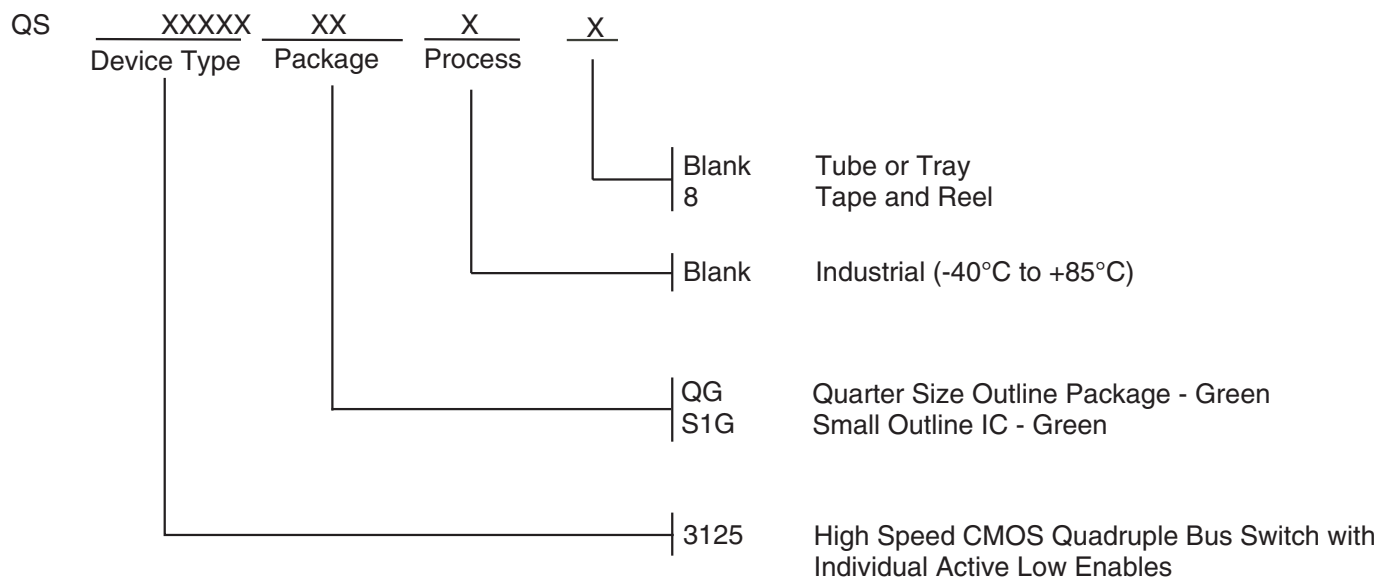 QS XXXXX XX X X
Device Type Package Process
Blank Tube or Tray
8 Tape and Reel
Blank Industrial (-40°C to +85°C)
QG Quarter Size Outline Package - Green
S1G Small Outline IC - Green
3125 High Speed CMOS Quadruple Bus Switch with
Individual Active Low Enables